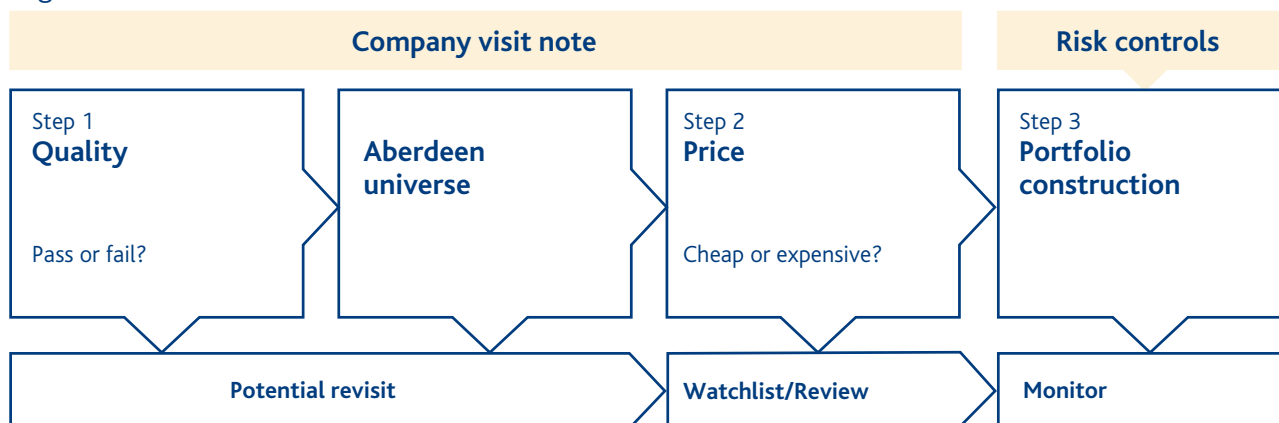 Company visit note
Risk controls
Step 1
Quality
Pass or fail?
Aberdeen
universe
Step 2
Price
Cheap or expensive?
Step 3
Portfolio
construction
Potential revisit
Watchlist/Review
Monitor